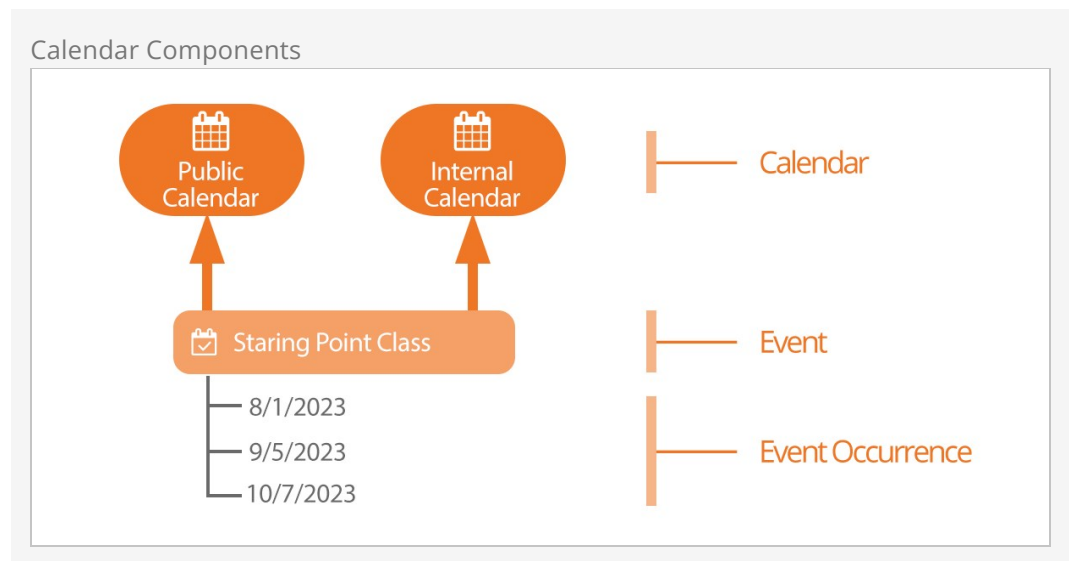 Calendar Components
Public
Calendar
Internal
Calendar
Calendar
Staring Point Class
Event
8/1/2023
9/5/2023
10/7/2023
Event Occurrence